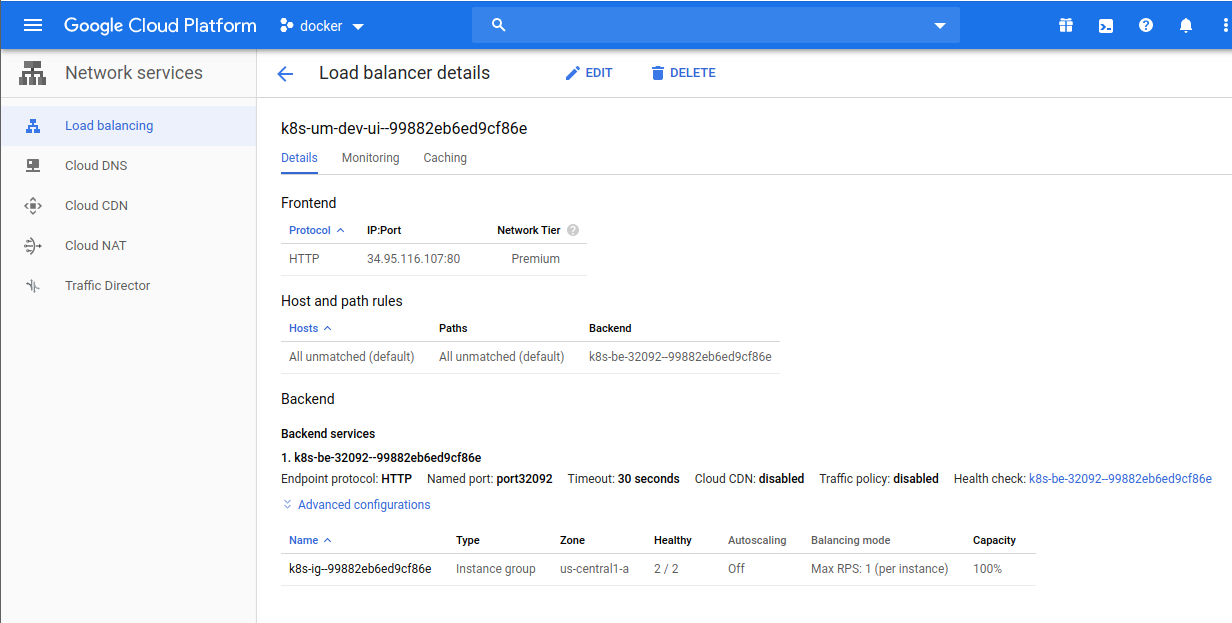 Google Cloud Platform docker
Network services
Load balancer details EDIT DELETE
Load balancing
Cloud DNS
Cloud CDN
Cloud NAT
Traffic Director
k8s-um-dev-ui--99882eb6ed9cf86e
Details Monitoring Caching
Frontend
Protocol IP:Port Network Tier ?
HTTP 34.95.116.107:80 Premium
Host and path rules
Hosts Paths Backend
All unmatched (default) All unmatched (default) k8s-be-32092--99882eb6ed9cf86e
Backend
Backend services
1. k8s-be-32092--99882eb6ed9cf86e
Endpoint protocol: HTTP Named port: port32092 Timeout: 30 seconds Cloud CDN: disabled Traffic policy: disabled Health check: k8s-be-32092--99882eb6ed9cf86e
Advanced configurations
Name Type Zone Healthy Autoscaling Balancing mode Capacity
k8s-ig--99882eb6ed9cf86e Instance group us-central1-a 2 / 2 Off Max RPS: 1 (per instance) 100%